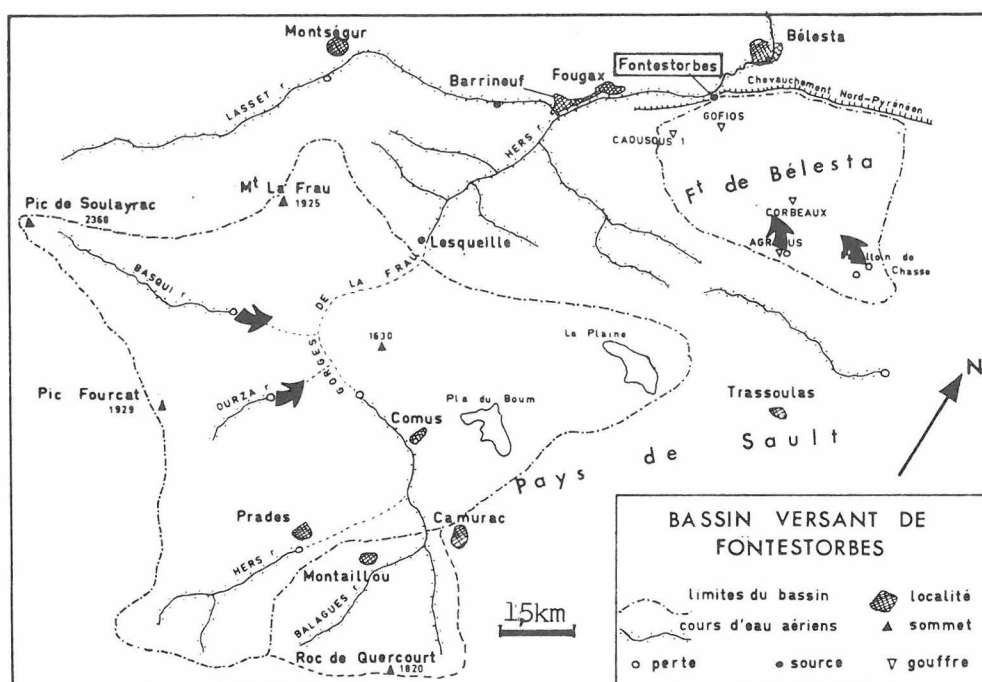 Montségur
Bélesta
Fontestorbes
Barrineuf
Fougax
Chevauchement Nord-Pyrénéen
LASSET r
HERS r
GOFIOS
CAOUSOUS 1
Ft de Bélesta
CORBEAUX
Mt La Frau
1925
Pic de Soulayrac
2368
Lesqueille
de
Chasse
BASQUI r
GORGES DE LA FRAU
1630
La Plaine
N
Pic Fourcat
1929
OURZA r
Pla du Boum
Trassoulas
Comus
Pays de Sault
Prades
Camurac
HERS r
Montaillou
BALAGUES r
15km
Roc de Quercourt
1820
BASSIN VERSANT DE
FONTESTORBES
limites du bassin
localité
cours d'eau aériens
sommet
perte
source
gouffre